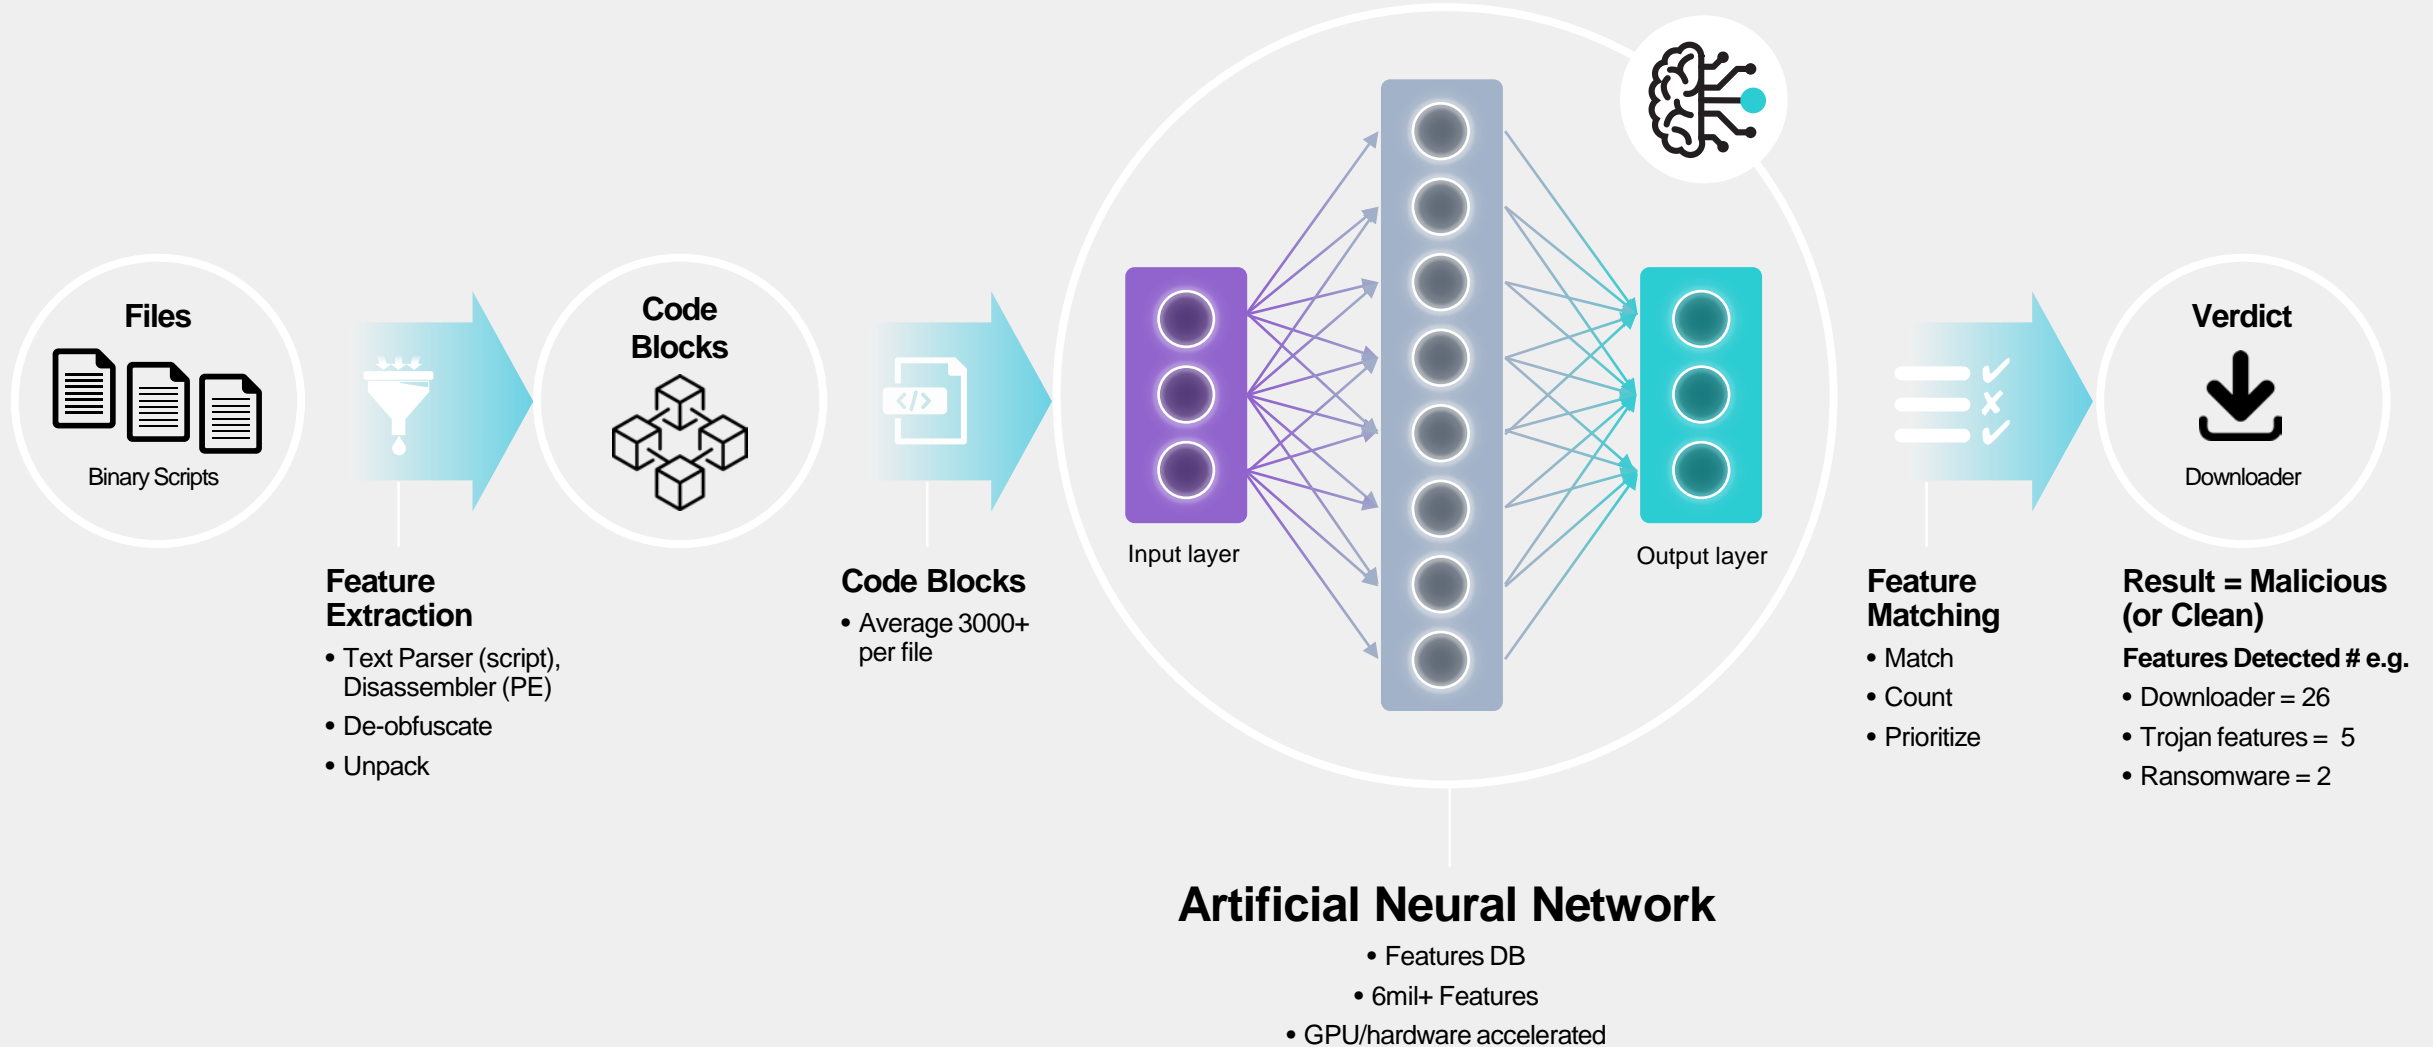 Files
Binary Scripts
Feature
Extraction
• Text Parser (script),
Disassembler (PE)
• De-obfuscate
• Unpack
Code
Blocks
</>
Code Blocks
• Average 3000+
per file
Input layer
Output layer
Artificial Neural Network
• Features DB
• 6mil+ Features
• GPU/hardware accelerated
Feature
Matching
• Match
• Count
• Prioritize
Verdict
Downloader
Result = Malicious
(or Clean)
Features Detected # e.g.
• Downloader = 26
• Trojan features =  5
• Ransomware = 2